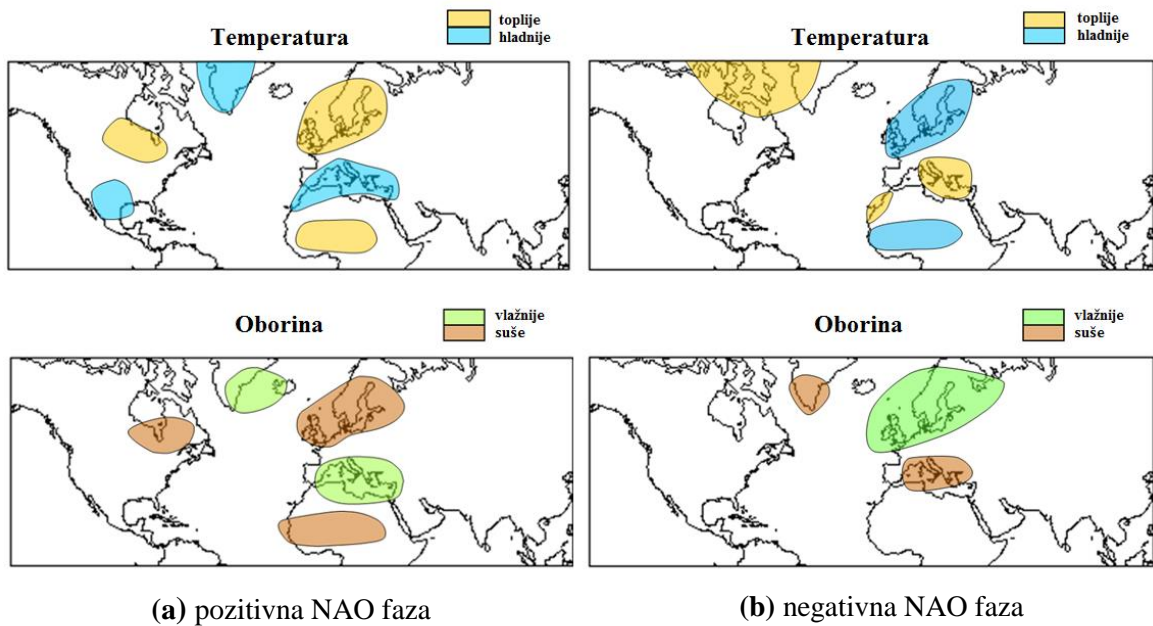 toplije
hladnije
Temperatura
toplije
hladnije
Temperatura
vlažnije
suše
Oborina
vlažnije
suše
Oborina
(a) pozitivna NAO faza
(b) negativna NAO faza